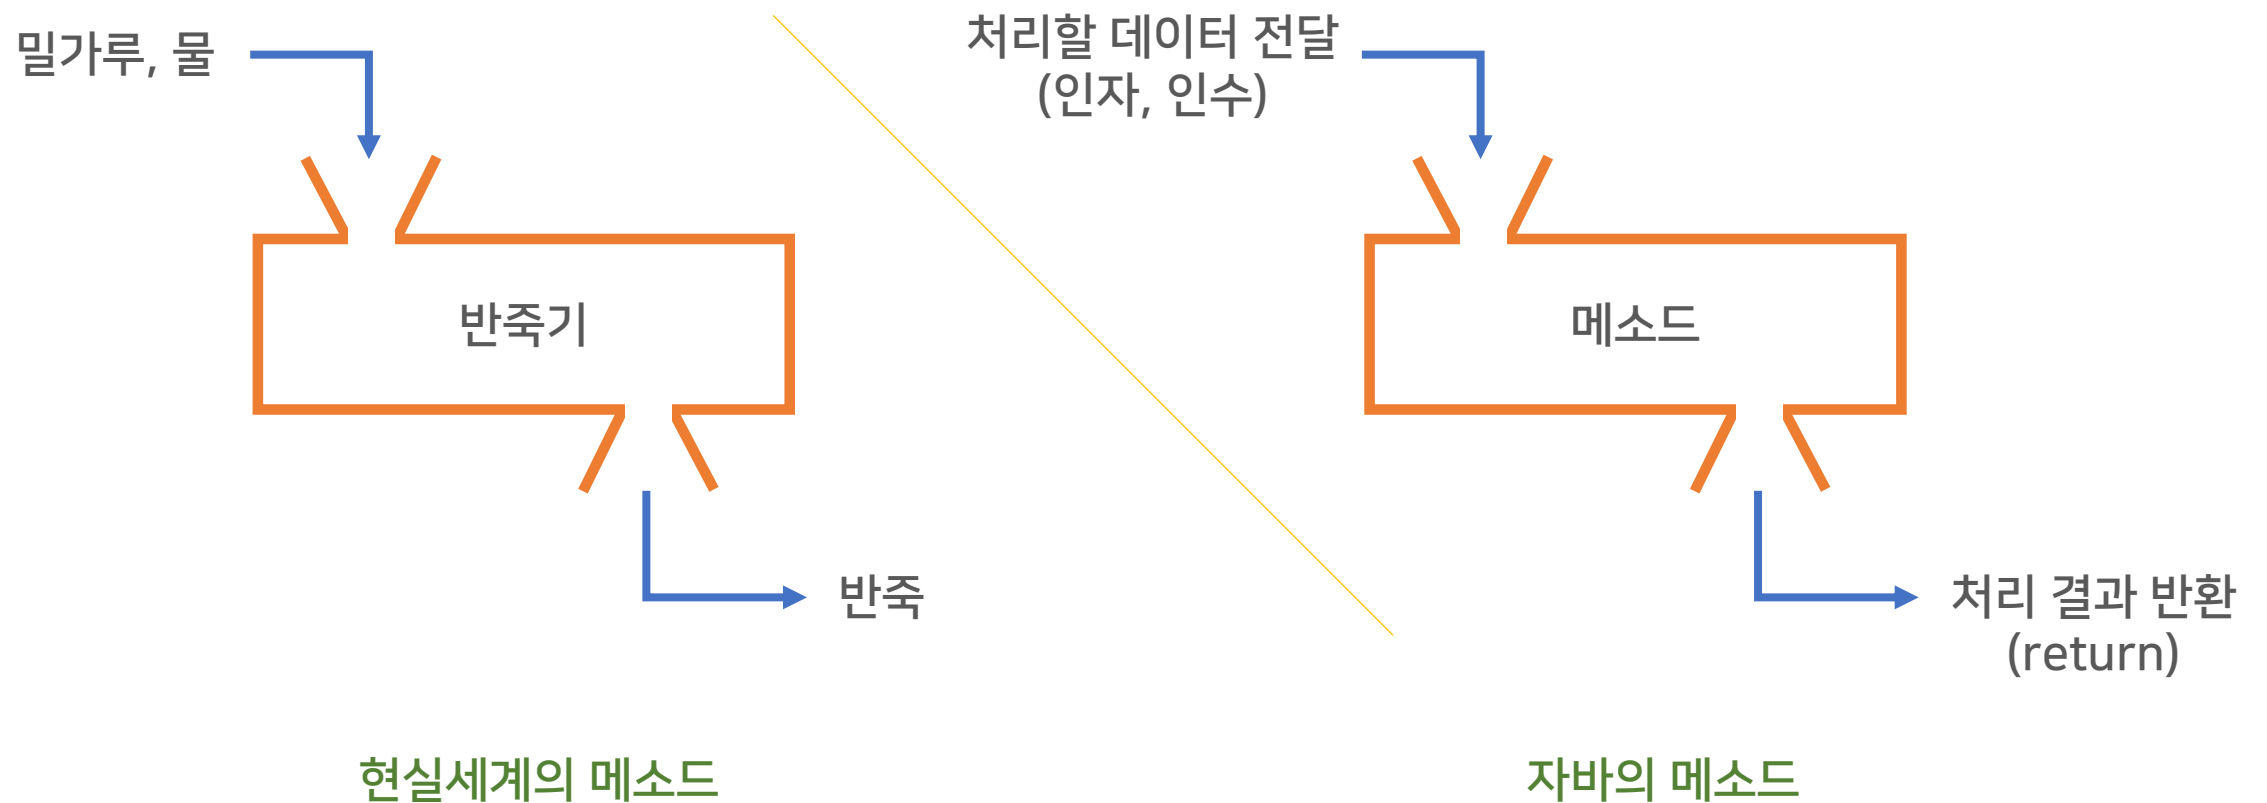 밀가루, 물
반죽기
반죽
현실세계의 메소드
처리할 데이터 전달
(인자, 인수)
메소드
처리 결과 반환
(return)
자바의 메소드